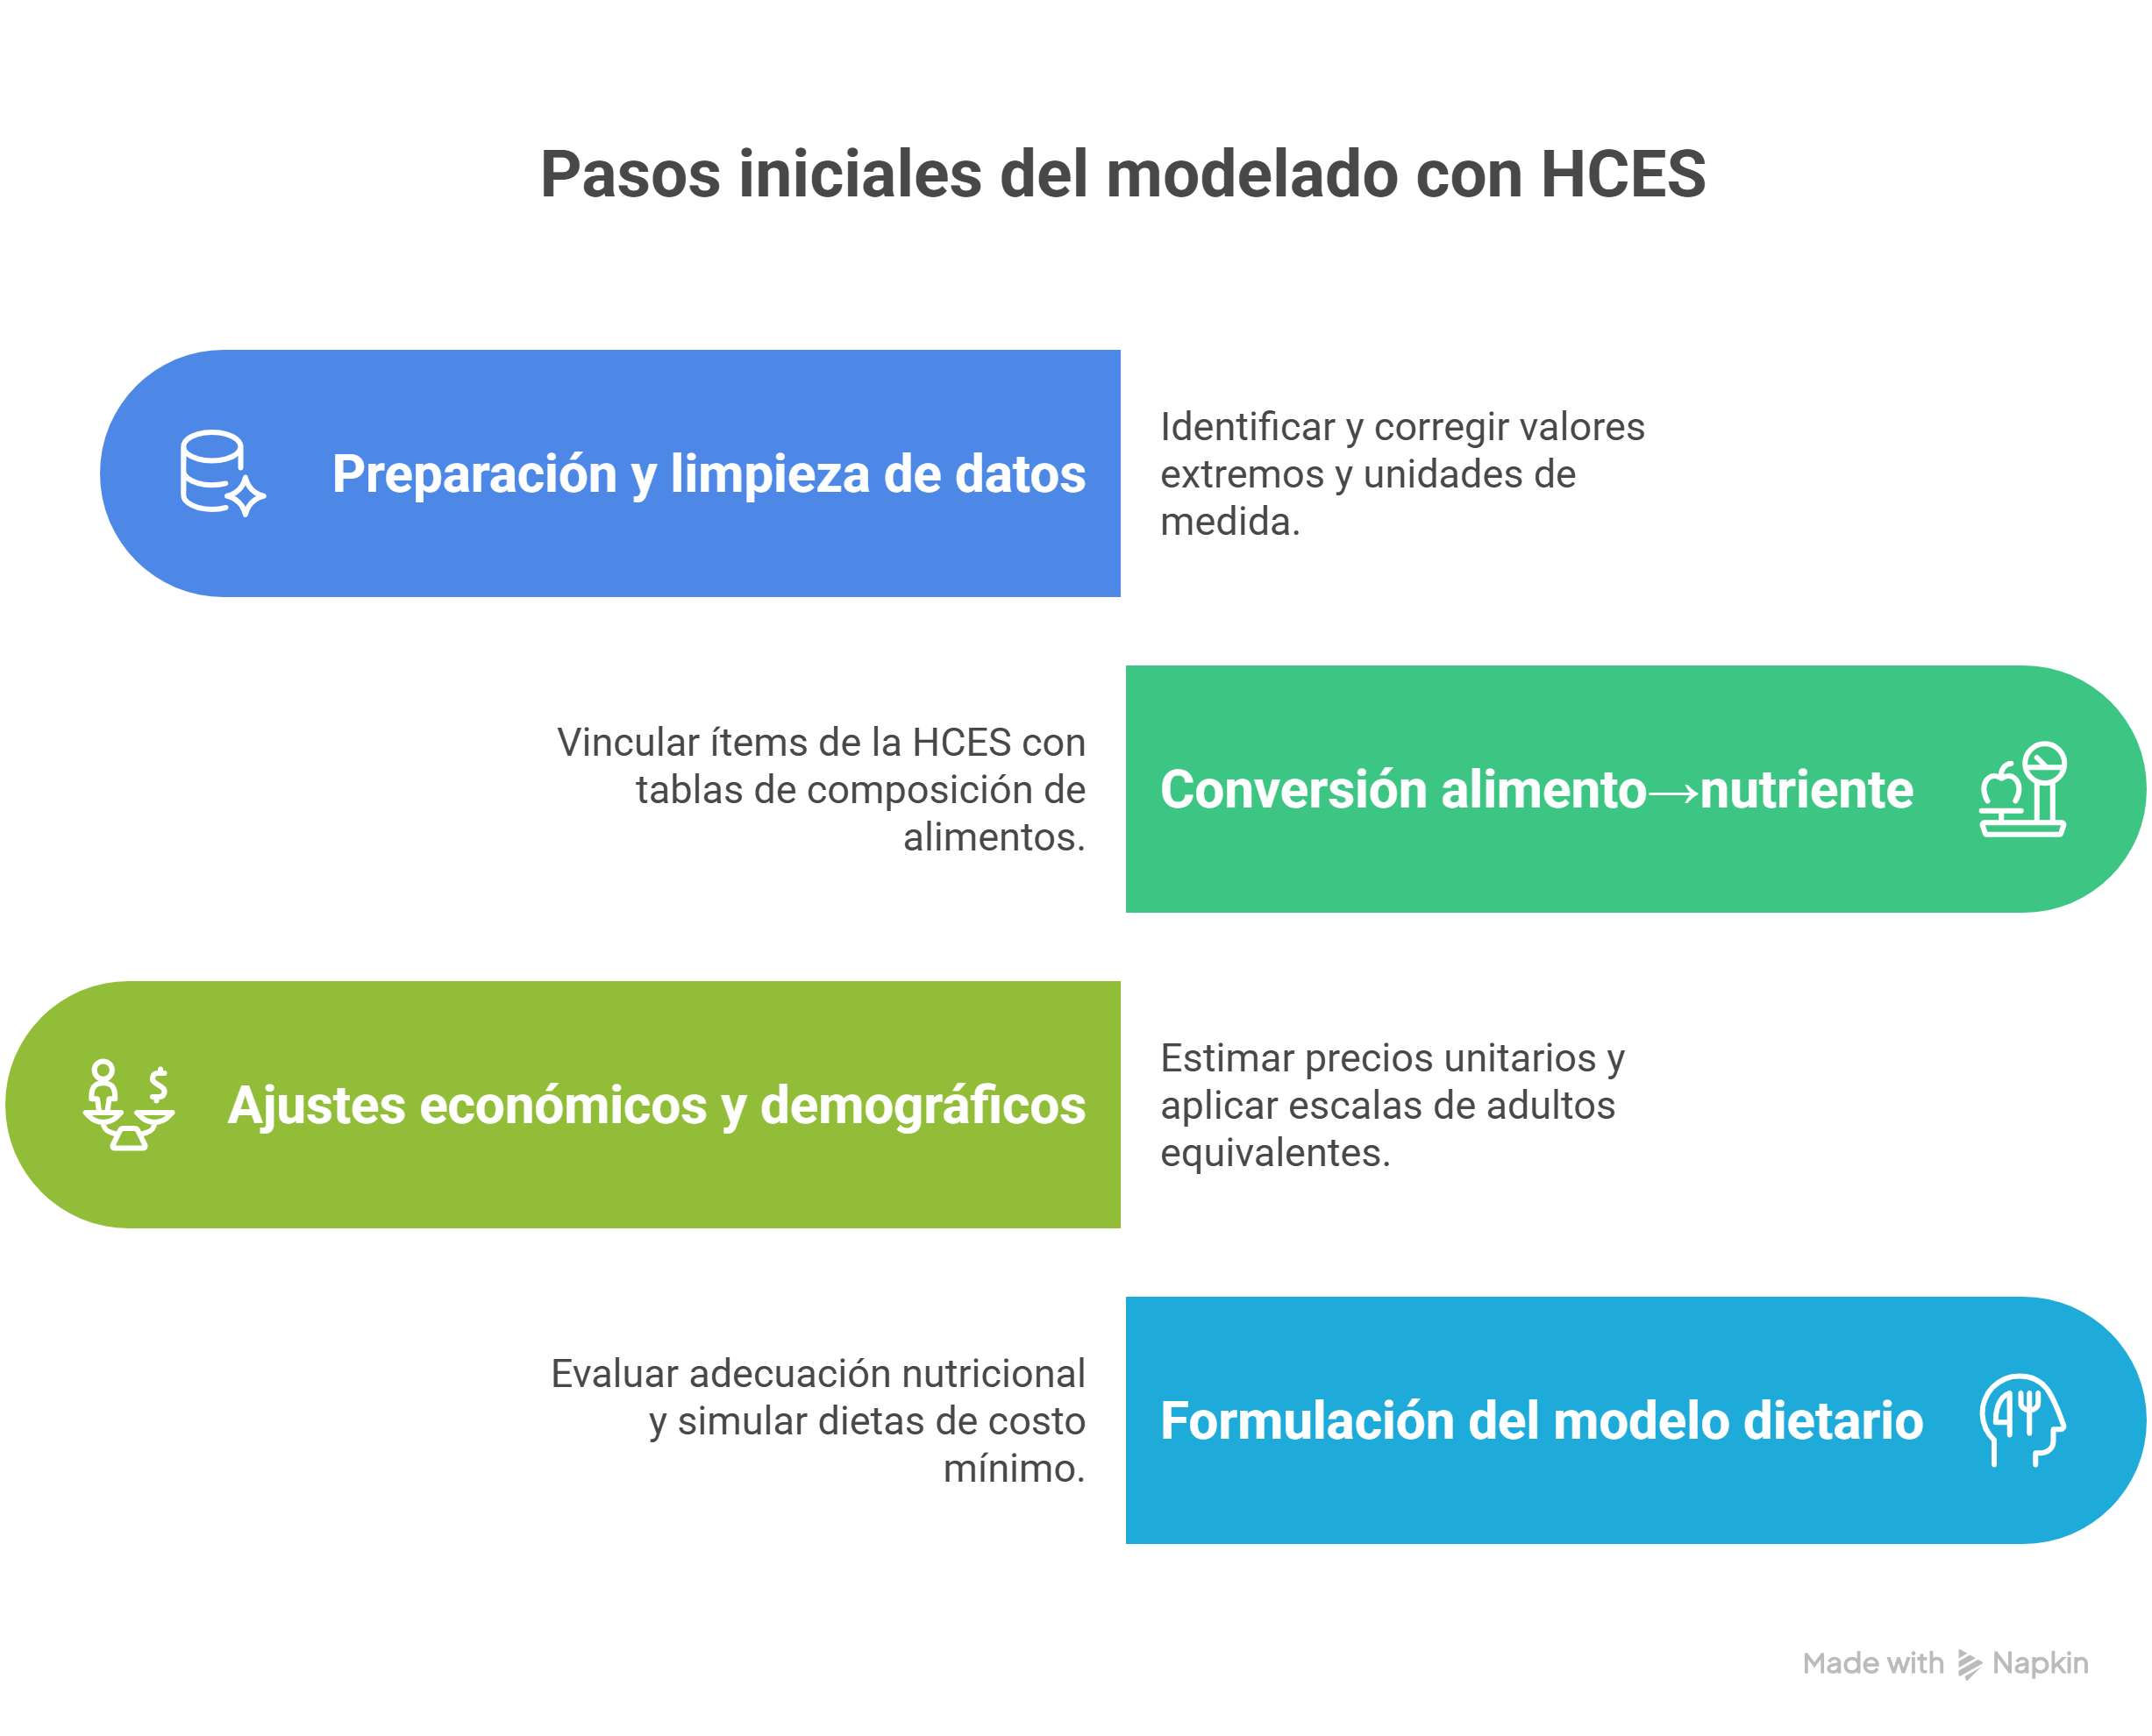 Pasos iniciales del modelado con HCES
Preparación y limpieza de datos
Identificar y corregir valores
extremos y unidades de
medida.
Vincular ítems de la HCES con
tablas de composición de
alimentos.
Conversión alimento→nutriente
Ajustes económicos y demográficos
Estimar precios unitarios y
aplicar escalas de adultos
equivalentes.
Evaluar adecuación nutricional
y simular dietas de costo
mínimo.
Formulación del modelo dietario
Made with Napkin